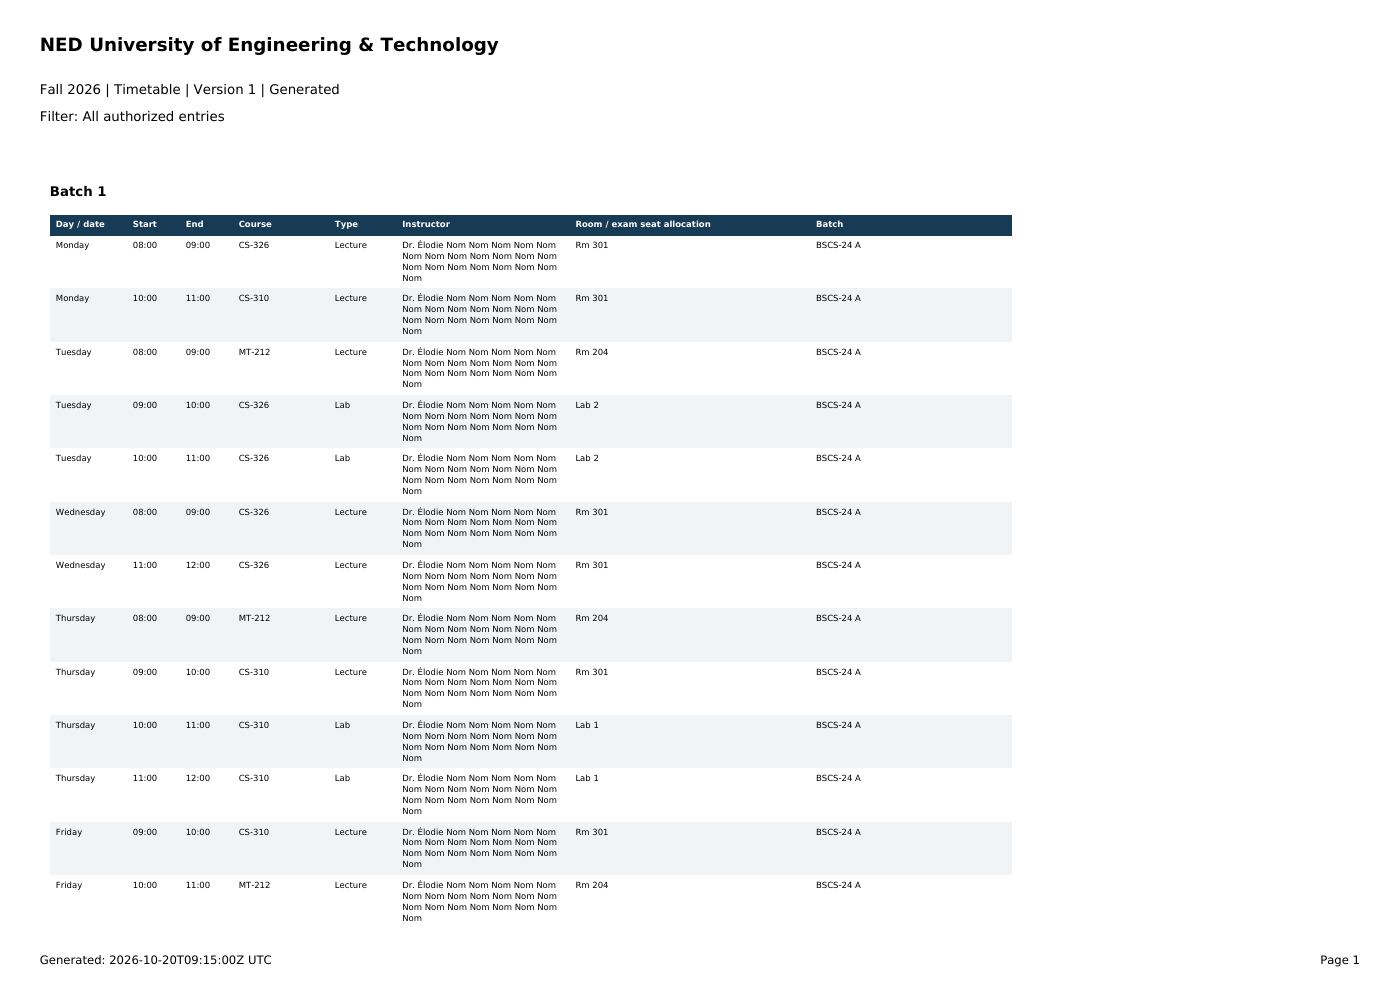 NED University of Engineering & Technology
Fall 2026 | Timetable | Version 1 | Generated
Filter: All authorized entries
Batch 1
Day / date Start End Course Type Instructor Room / exam seat allocation Batch
Monday 08:00 09:00 CS-326 Lecture Dr. Élodie Nom Nom Nom Nom Nom Rm 301 BSCS-24 A
Nom Nom Nom Nom Nom Nom Nom
Nom Nom Nom Nom Nom Nom Nom
Nom
Monday 10:00 11:00 CS-310 Lecture Dr. Élodie Nom Nom Nom Nom Nom Rm 301 BSCS-24 A
Nom Nom Nom Nom Nom Nom Nom
Nom Nom Nom Nom Nom Nom Nom
Nom
Tuesday 08:00 09:00 MT-212 Lecture Dr. Élodie Nom Nom Nom Nom Nom Rm 204 BSCS-24 A
Nom Nom Nom Nom Nom Nom Nom
Nom Nom Nom Nom Nom Nom Nom
Nom
Tuesday 09:00 10:00 CS-326 Lab Dr. Élodie Nom Nom Nom Nom Nom Lab 2 BSCS-24 A
Nom Nom Nom Nom Nom Nom Nom
Nom Nom Nom Nom Nom Nom Nom
Nom
Tuesday 10:00 11:00 CS-326 Lab Dr. Élodie Nom Nom Nom Nom Nom Lab 2 BSCS-24 A
Nom Nom Nom Nom Nom Nom Nom
Nom Nom Nom Nom Nom Nom Nom
Nom
Wednesday 08:00 09:00 CS-326 Lecture Dr. Élodie Nom Nom Nom Nom Nom Rm 301 BSCS-24 A
Nom Nom Nom Nom Nom Nom Nom
Nom Nom Nom Nom Nom Nom Nom
Nom
Wednesday 11:00 12:00 CS-326 Lecture Dr. Élodie Nom Nom Nom Nom Nom Rm 301 BSCS-24 A
Nom Nom Nom Nom Nom Nom Nom
Nom Nom Nom Nom Nom Nom Nom
Nom
Thursday 08:00 09:00 MT-212 Lecture Dr. Élodie Nom Nom Nom Nom Nom Rm 204 BSCS-24 A
Nom Nom Nom Nom Nom Nom Nom
Nom Nom Nom Nom Nom Nom Nom
Nom
Thursday 09:00 10:00 CS-310 Lecture Dr. Élodie Nom Nom Nom Nom Nom Rm 301 BSCS-24 A
Nom Nom Nom Nom Nom Nom Nom
Nom Nom Nom Nom Nom Nom Nom
Nom
Thursday 10:00 11:00 CS-310 Lab Dr. Élodie Nom Nom Nom Nom Nom Lab 1 BSCS-24 A
Nom Nom Nom Nom Nom Nom Nom
Nom Nom Nom Nom Nom Nom Nom
Nom
Thursday 11:00 12:00 CS-310 Lab Dr. Élodie Nom Nom Nom Nom Nom Lab 1 BSCS-24 A
Nom Nom Nom Nom Nom Nom Nom
Nom Nom Nom Nom Nom Nom Nom
Nom
Friday 09:00 10:00 CS-310 Lecture Dr. Élodie Nom Nom Nom Nom Nom Rm 301 BSCS-24 A
Nom Nom Nom Nom Nom Nom Nom
Nom Nom Nom Nom Nom Nom Nom
Nom
Friday 10:00 11:00 MT-212 Lecture Dr. Élodie Nom Nom Nom Nom Nom Rm 204 BSCS-24 A
Nom Nom Nom Nom Nom Nom Nom
Nom Nom Nom Nom Nom Nom Nom
Nom
Generated: 2026-10-20T09:15:00Z UTC Page 1